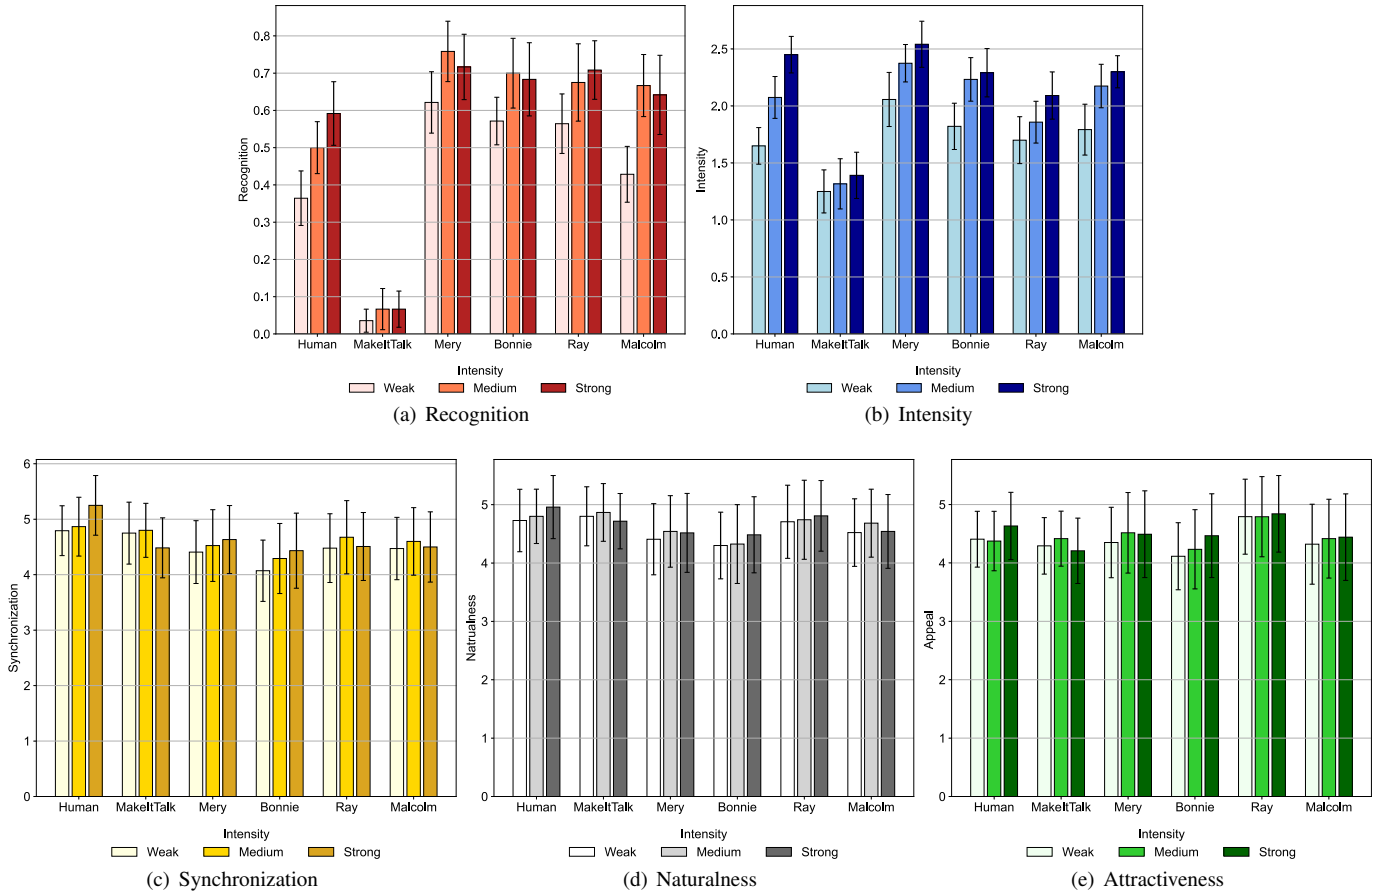 0.8
0.7
0.6
0.5
0.4
0.3
0.2
0.1
0.0
Recognition
Human MakeItTalk Mery Bonnie Ray Malcolm
Intensity
Weak Medium Strong
(a) Recognition
2.5
2.0
1.5
1.0
0.5
0.0
Intensity
Human MakeItTalk Mery Bonnie Ray Malcolm
Intensity
Weak Medium Strong
(b) Intensity
6
5
4
3
2
1
0
Synchronization
Human MakeItTalk Mery Bonnie Ray Malcolm
Intensity
Weak Medium Strong
(c) Synchronization
5
4
3
2
1
0
Natrualness
Human MakeItTalk Mery Bonnie Ray Malcolm
Intensity
Weak Medium Strong
(d) Naturalness
5
4
3
2
1
0
Appeal
Human MakeItTalk Mery Bonnie Ray Malcolm
Intensity
Weak Medium Strong
(e) Attractiveness